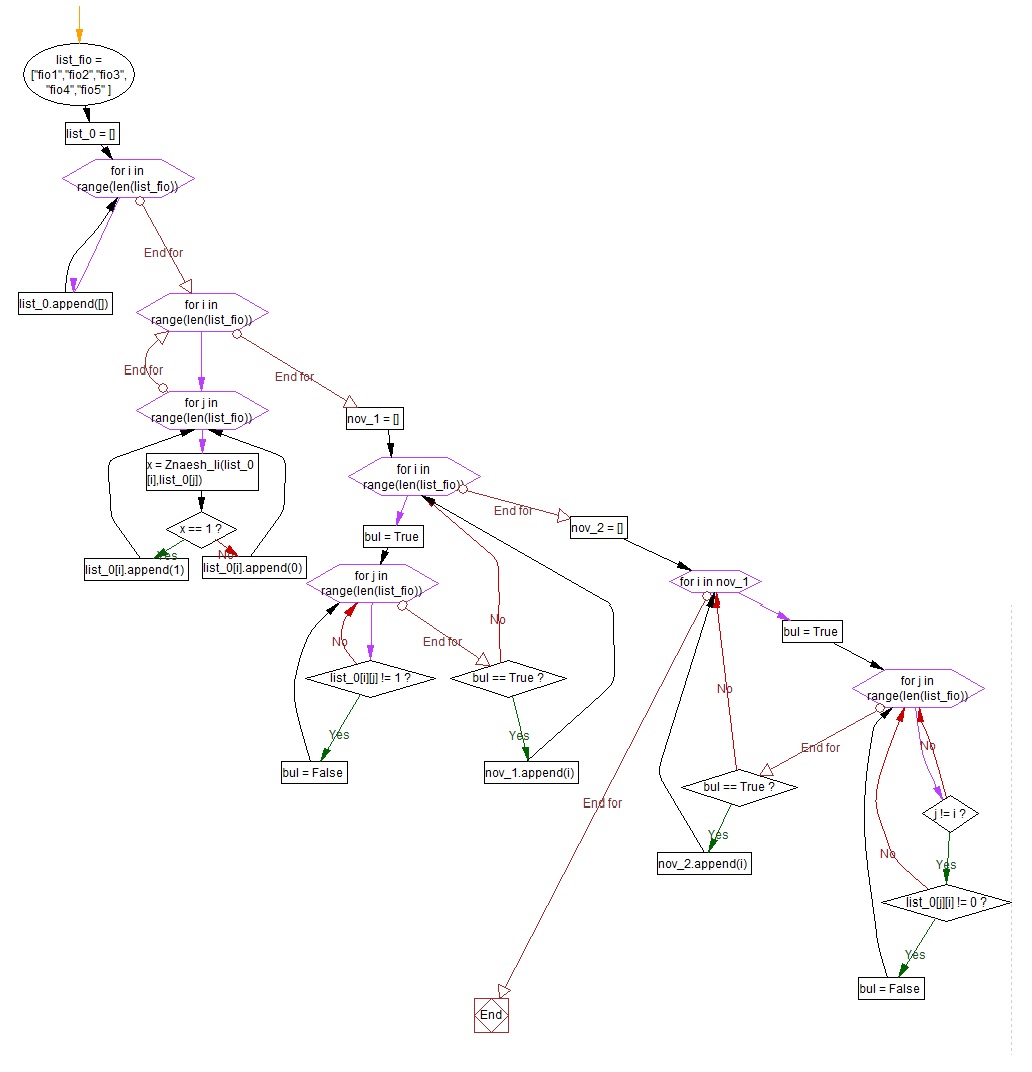 list_fio =
["fio1","fio2","fio3",
"fio4","fio5" ]
list_0 = []
for i in
range(len(list_fio))
End for
list_0.append([])
for i in
range(len(list_fio))
End for
End for
for j in
range(len(list_fio))
x = Znaesh_li(list_0
[i],list_0[j])
x == 1 ?
Yes
No
list_0[i].append(1)
list_0[i].append(0)
nov_1 = []
for i in
range(len(list_fio))
End for
bul = True
for j in
range(len(list_fio))
No
End for
No
list_0[i][j] != 1 ?
bul == True ?
Yes
Yes
bul = False
nov_1.append(i)
nov_2 = []
for i in nov_1
bul = True
for j in
range(len(list_fio))
No
End for
No
bul == True ?
End for
j != i ?
Yes
No
Yes
nov_2.append(i)
list_0[j][i] != 0 ?
Yes
bul = False
End